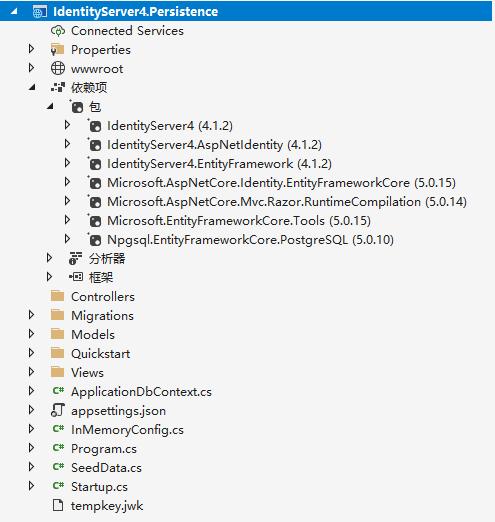 IdentityServer4.Persistence
Connected Services
Properties
wwwroot
依赖项
包
IdentityServer4 (4.1.2)
IdentityServer4.AspNetIdentity (4.1.2)
IdentityServer4.EntityFramework (4.1.2)
Microsoft.AspNetCore.Identity.EntityFrameworkCore (5.0.15)
Microsoft.AspNetCore.Mvc.Razor.RuntimeCompilation (5.0.14)
Microsoft.EntityFrameworkCore.Tools (5.0.15)
Npgsql.EntityFrameworkCore.PostgreSQL (5.0.10)
分析器
框架
Controllers
Migrations
Models
Quickstart
Views
C# ApplicationDbContext.cs
appsettings.json
C# InMemoryConfig.cs
C# Program.cs
C# SeedData.cs
C# Startup.cs
tempkey.jwk